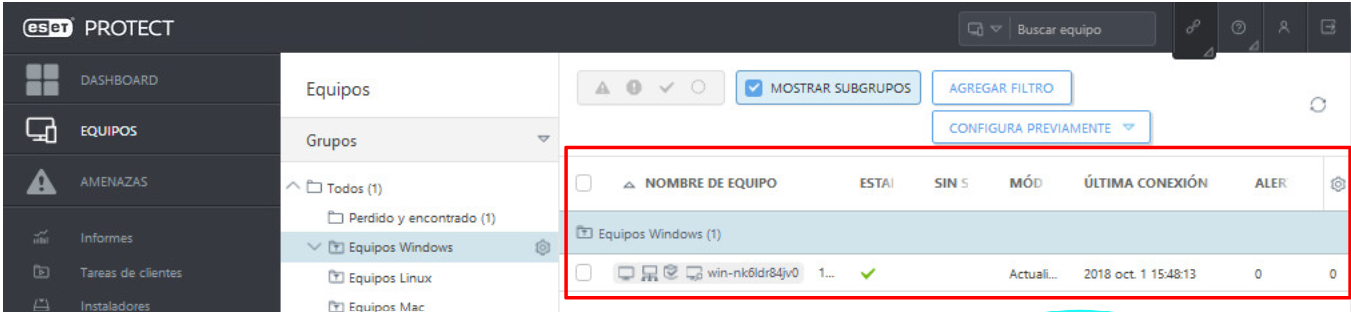 eset PROTECT
Buscar equipo
DASHBOARD
EQUIPOS
AMENAZAS
Informes
Tareas de clientes
Instaladores
Equipos
Grupos
Todos (1)
Perdido y encontrado (1)
Equipos Windows
Equipos Linux
Equipos Mac
MOSTRAR SUBGRUPOS
AGREGAR FILTRO
CONFIGURA PREVIAMENTE
NOMBRE DE EQUIPO ESTAI SIN S MÓD ÚLTIMA CONEXIÓN ALER
Equipos Windows (1)
win-nk6ldr84jv0 1... Actuali... 2018 oct. 1 15:48:13 0 0